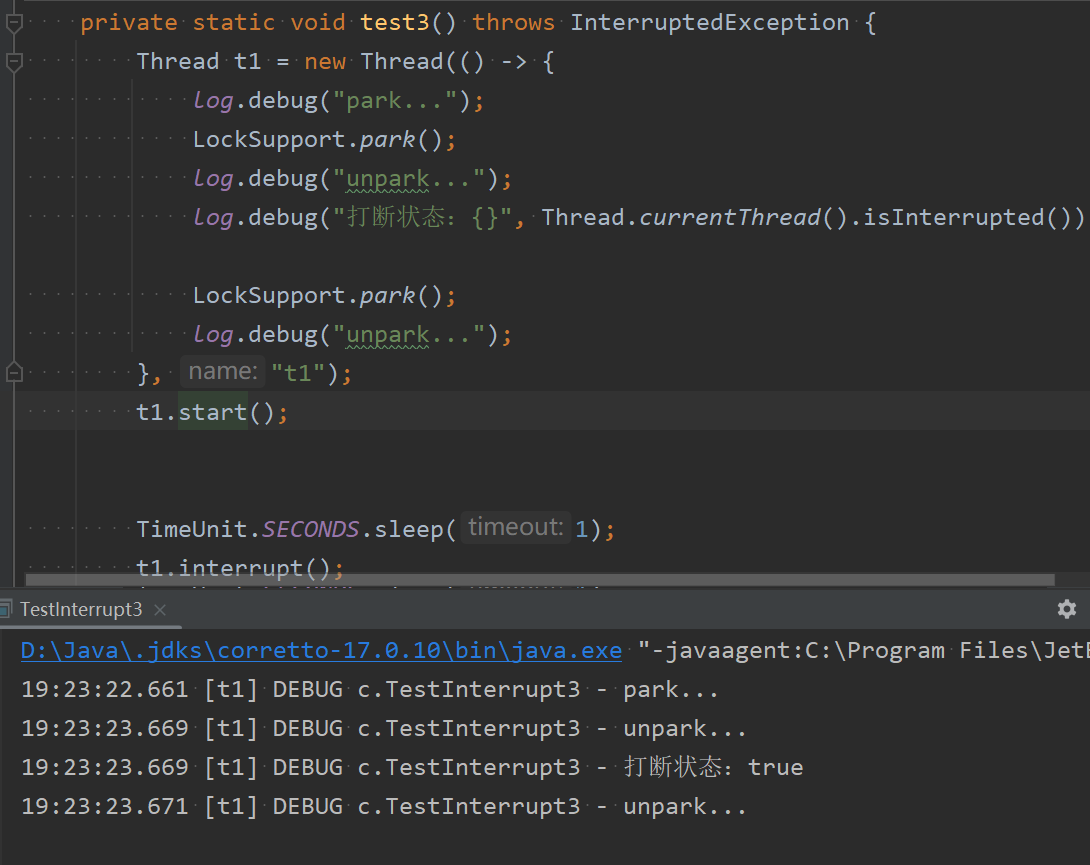 private static void test3() throws InterruptedException {
Thread t1 = new Thread(() -> {
log.debug("park...");
LockSupport.park();
log.debug("unpark...");
log.debug("打断状态：{}", Thread.currentThread().isInterrupted())
LockSupport.park();
log.debug("unpark...");
}, name: "t1");
t1.start();
TimeUnit.SECONDS.sleep( timeout: 1);
t1.interrupt();
TestInterrupt3
D:\Java\.jdks\corretto-17.0.10\bin\java.exe "-javaagent:C:\Program Files\JetB
19:23:22.661 [t1] DEBUG c.TestInterrupt3 - park...
19:23:23.669 [t1] DEBUG c.TestInterrupt3 - unpark...
19:23:23.669 [t1] DEBUG c.TestInterrupt3 - 打断状态：true
19:23:23.671 [t1] DEBUG c.TestInterrupt3 - unpark...